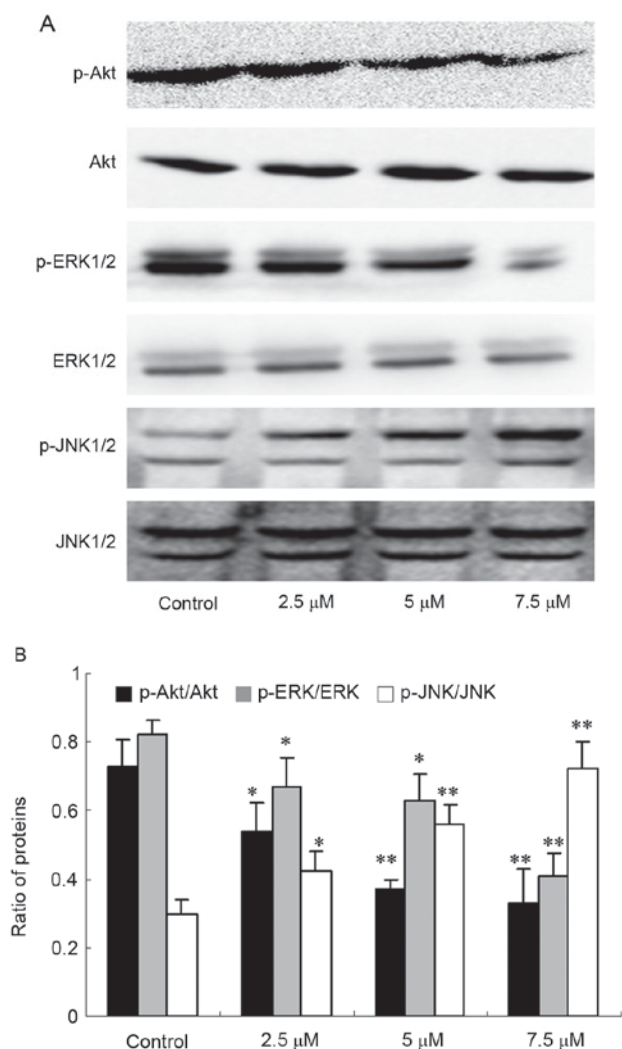 A
p-Akt
Akt
p-ERK1/2
ERK1/2
p-JNK1/2
JNK1/2
Control 2.5 μM 5 μM 7.5 μM
B
1
p-Akt/Akt p-ERK/ERK p-JNK/JNK
0.8
0.6
0.4
0.2
0
Ratio of proteins
* * *
** * **
** ** **
Control 2.5 μM 5 μM 7.5 μM